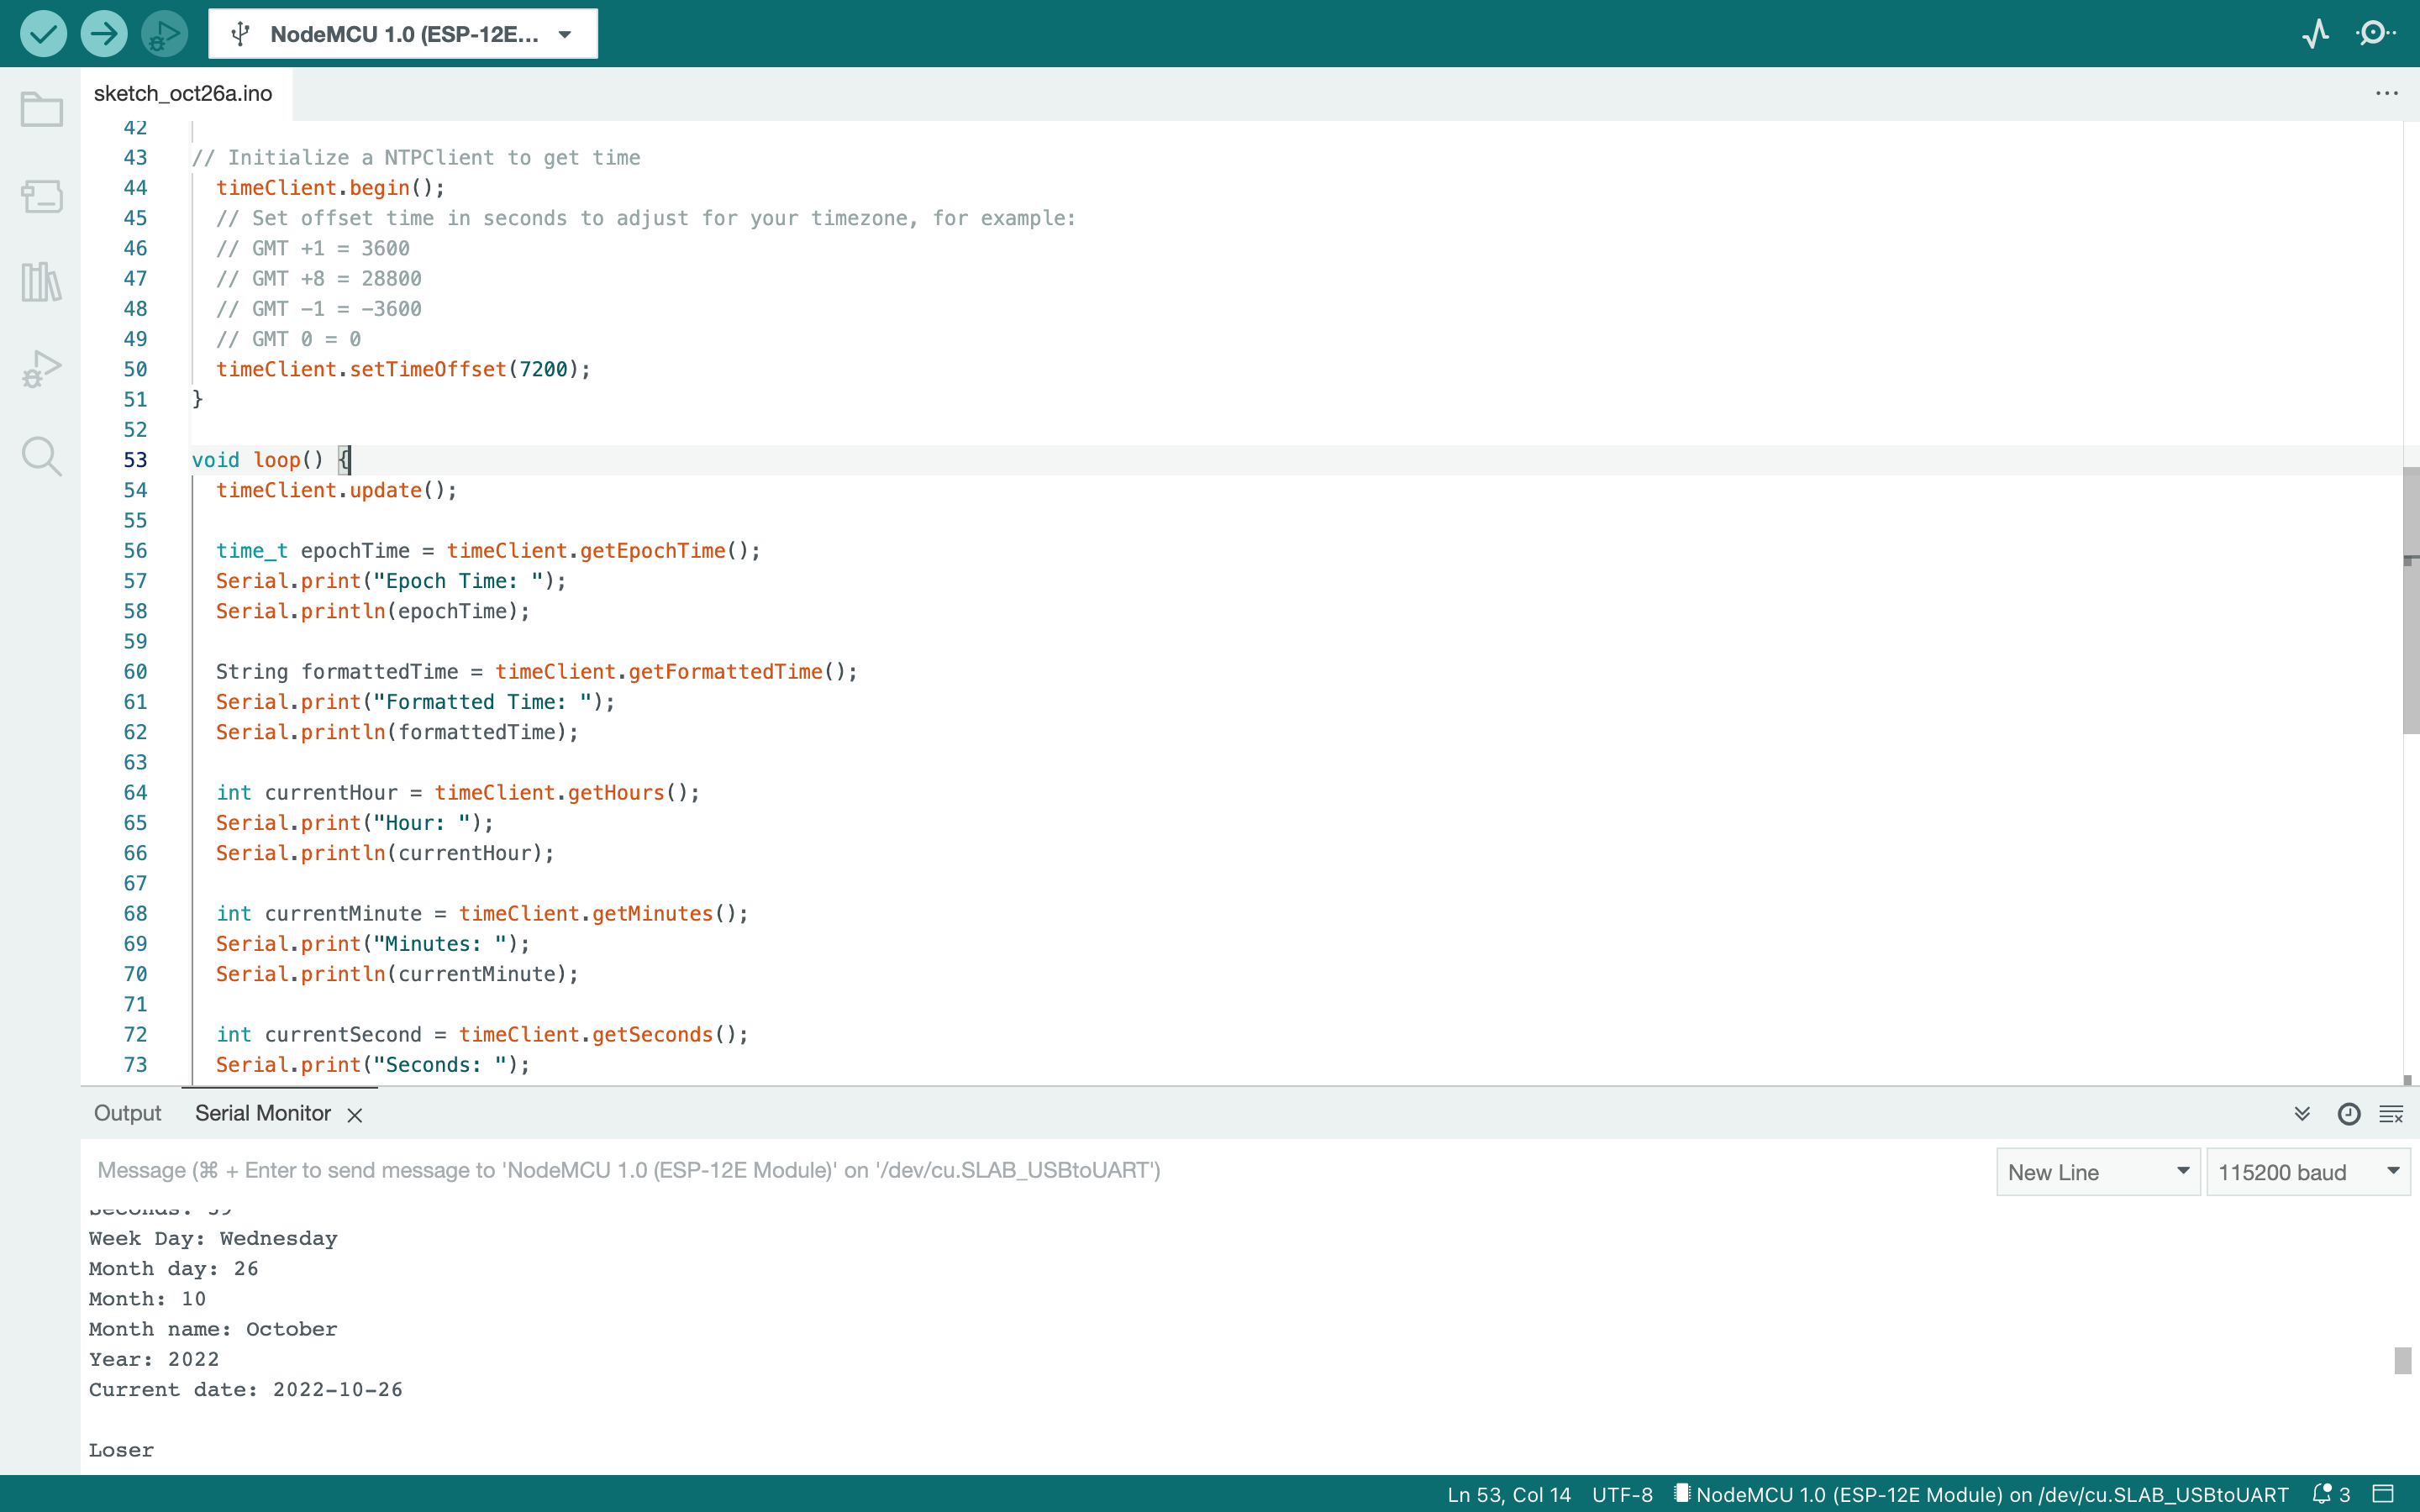 NodeMCU 1.0 (ESP-12E...
sketch_oct26a.ino
42
43 // Initialize a NTPClient to get time
44 timeClient.begin();
45 // Set offset time in seconds to adjust for your timezone, for example:
46 // GMT +1 = 3600
47 // GMT +8 = 28800
48 // GMT -1 = -3600
49 // GMT 0 = 0
50 timeClient.setTimeOffset(7200);
51 }
52
53 void loop() {
54 timeClient.update();
55
56 time_t epochTime = timeClient.getEpochTime();
57 Serial.print("Epoch Time: ");
58 Serial.println(epochTime);
59
60 String formattedTime = timeClient.getFormattedTime();
61 Serial.print("Formatted Time: ");
62 Serial.println(formattedTime);
63
64 int currentHour = timeClient.getHours();
65 Serial.print("Hour: ");
66 Serial.println(currentHour);
67
68 int currentMinute = timeClient.getMinutes();
69 Serial.print("Minutes: ");
70 Serial.println(currentMinute);
71
72 int currentSecond = timeClient.getSeconds();
73 Serial.print("Seconds: ");
Output Serial Monitor
Message (⌘ + Enter to send message to 'NodeMCU 1.0 (ESP-12E Module)' on '/dev/cu.SLAB_USBtoUART')
New Line 115200 baud
Seconds:
Week Day: Wednesday
Month day: 26
Month: 10
Month name: October
Year: 2022
Current date: 2022-10-26
Loser
Ln 53, Col 14 UTF-8 NodeMCU 1.0 (ESP-12E Module) on /dev/cu.SLAB_USBtoUART 3